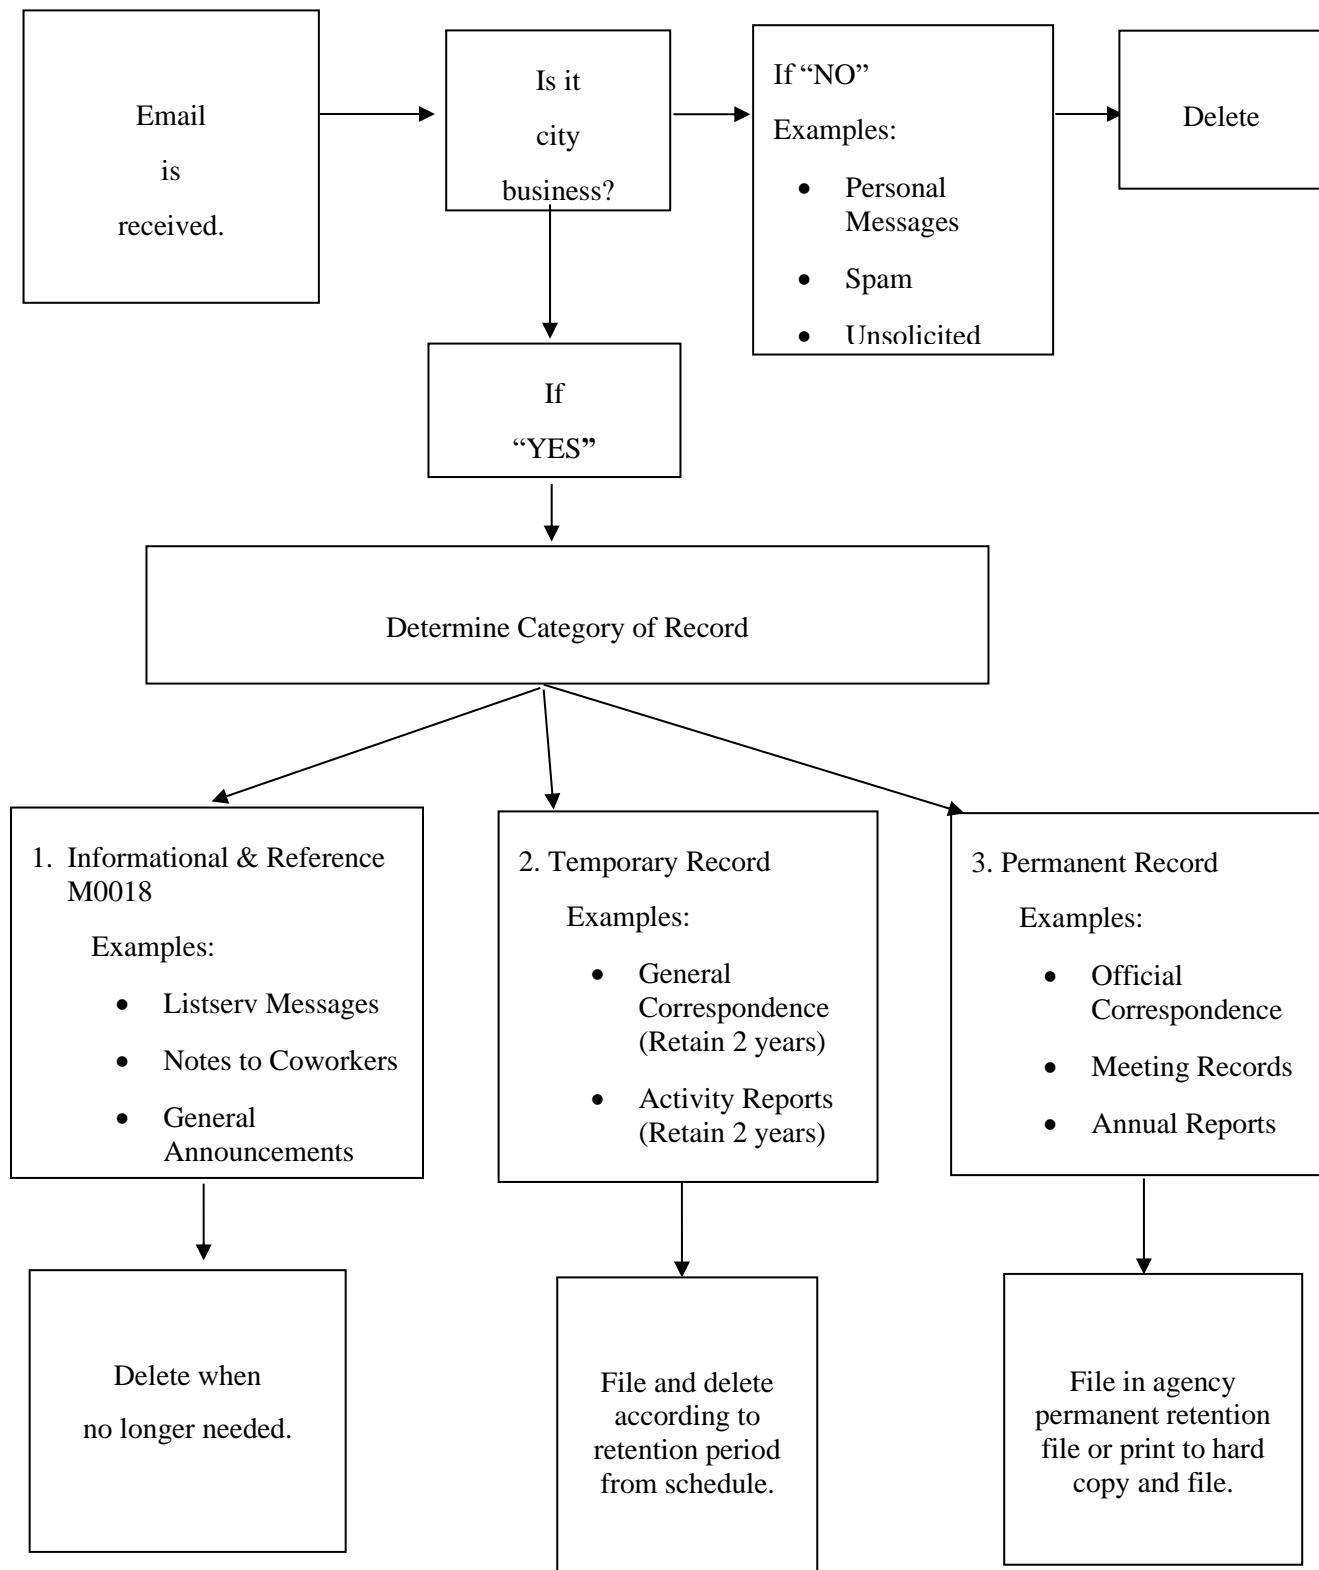 Email
is
received.
Is it
city
business?
If “NO”
Examples:
• Personal
Messages
• Spam
• Unsolicited
Delete
If
“YES”
Determine Category of Record
1. Informational & Reference
M0018
Examples:
• Listserv Messages
• Notes to Coworkers
• General
Announcements
2. Temporary Record
Examples:
• General
Correspondence
(Retain 2 years)
• Activity Reports
(Retain 2 years)
3. Permanent Record
Examples:
• Official
Correspondence
• Meeting Records
• Annual Reports
Delete when
no longer needed.
File and delete
according to
retention period
from schedule.
File in agency
permanent retention
file or print to hard
copy and file.